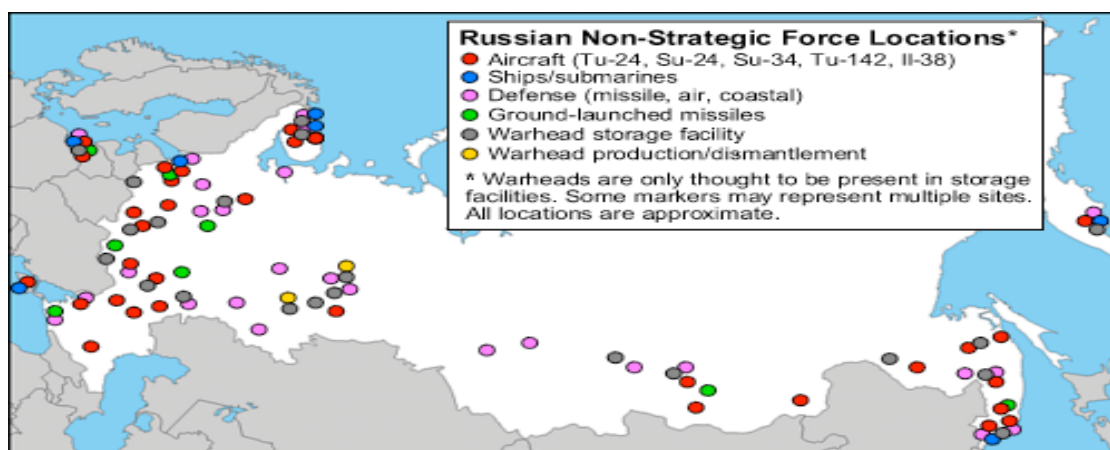 Russian Non-Strategic Force Locations*
Aircraft (Tu-24, Su-24, Su-34, Tu-142, Il-38)
Ships/submarines
Defense (missile, air, coastal)
Ground-launched missiles
Warhead storage facility
Warhead production/dismantlement
* Warheads are only thought to be present in storage
facilities. Some markers may represent multiple sites.
All locations are approximate.